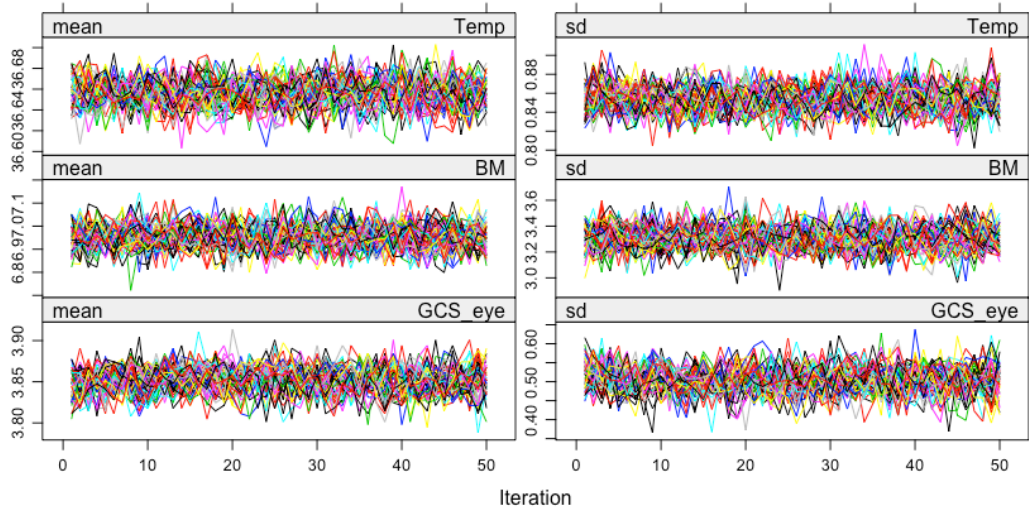 mean Temp
36.60 36.64 36.68
sd Temp
0.80 0.84 0.88
mean BM
6.8 6.9 7.0 7.1
sd BM
3.0 3.2 3.4 3.6
mean GCS_eye
3.80 3.85 3.90
sd GCS_eye
0.40 0.50 0.60
0 10 20 30 40 50
0 10 20 30 40 50
Iteration